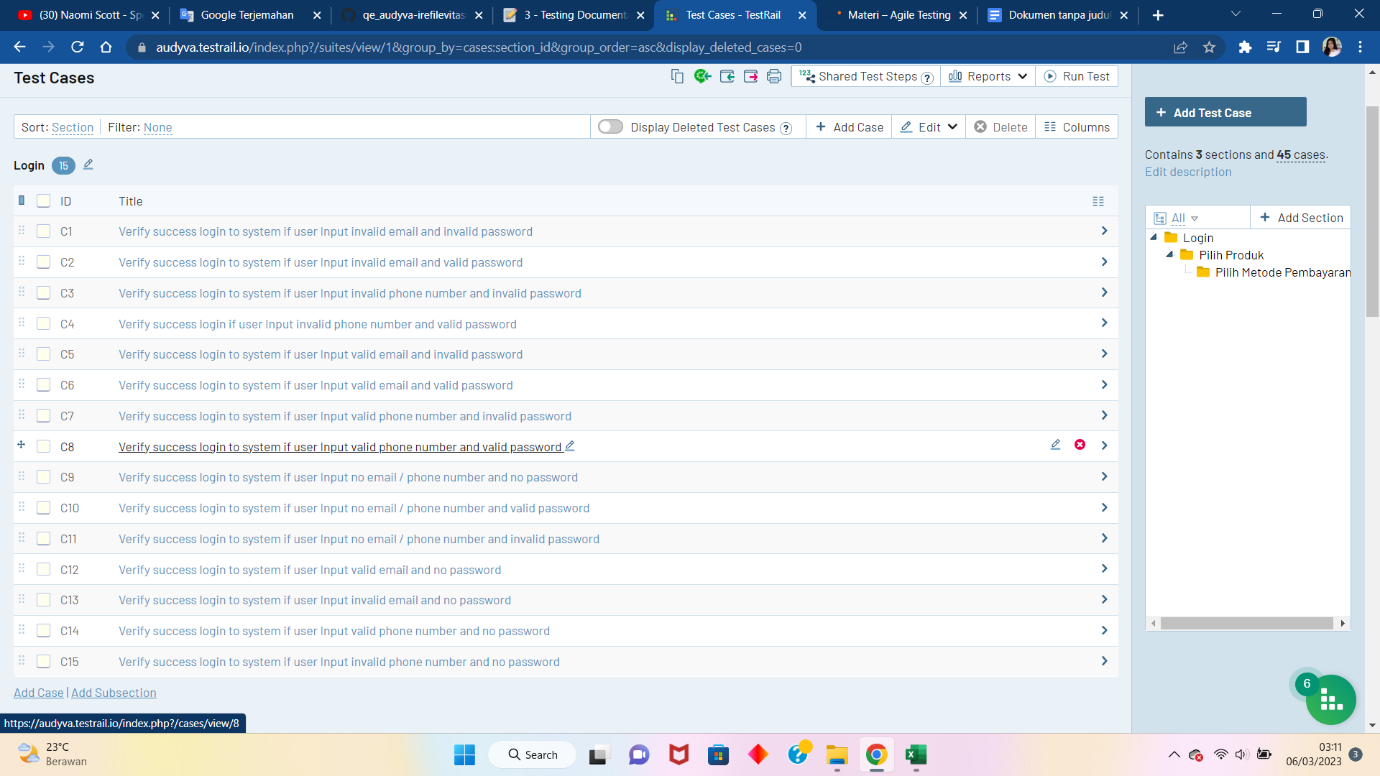 (30) Naomi Scott - Sp
Google Terjemahan
qe_audyva-irefilevitas
3 - Testing Documenta
Test Cases - TestRail
Materi – Agile Testing
Dokumen tanpa judul
audyva.testrail.io/index.php?/suites/view/1&group_by=cases:section_id&group_order=asc&display_deleted_cases=0
Test Cases
Shared Test Steps ?
Reports
Run Test
Sort: Section
Filter: None
Display Deleted Test Cases ?
+ Add Case
Edit
Delete
Columns
Login 15
ID Title
C1 Verify success login to system if user Input invalid email and invalid password
C2 Verify success login to system if user Input invalid email and valid password
C3 Verify success login to system if user Input invalid phone number and invalid password
C4 Verify success login if user Input invalid phone number and valid password
C5 Verify success login to system if user Input valid email and invalid password
C6 Verify success login to system if user Input valid email and valid password
C7 Verify success login to system if user Input valid phone number and invalid password
C8 Verify success login to system if user Input valid phone number and valid password
C9 Verify success login to system if user Input no email / phone number and no password
C10 Verify success login to system if user Input no email / phone number and valid password
C11 Verify success login to system if user Input no email / phone number and invalid password
C12 Verify success login to system if user Input valid email and no password
C13 Verify success login to system if user Input invalid email and no password
C14 Verify success login to system if user Input valid phone number and no password
C15 Verify success login to system if user Input invalid phone number and no password
Add Case | Add Subsection
https://audyva.testrail.io/index.php?/cases/view/8
+ Add Test Case
Contains 3 sections and 45 cases.
Edit description
All
+ Add Section
Login
Pilih Produk
Pilih Metode Pembayaran
6
23°C
Berawan
Search
03:11
06/03/2023
3